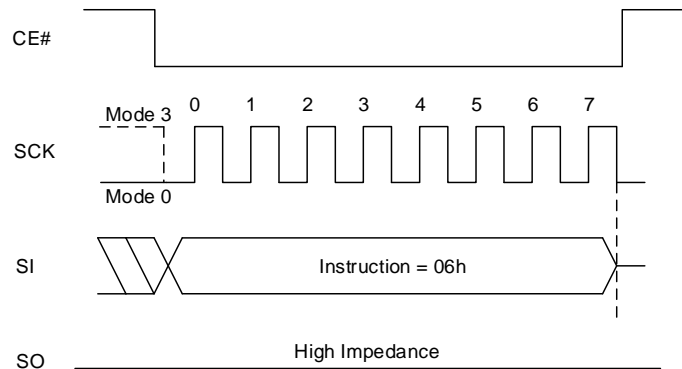 CE#
Mode 3
0 1 2 3 4 5 6 7
SCK
Mode 0
SI
Instruction = 06h
High Impedance
SO